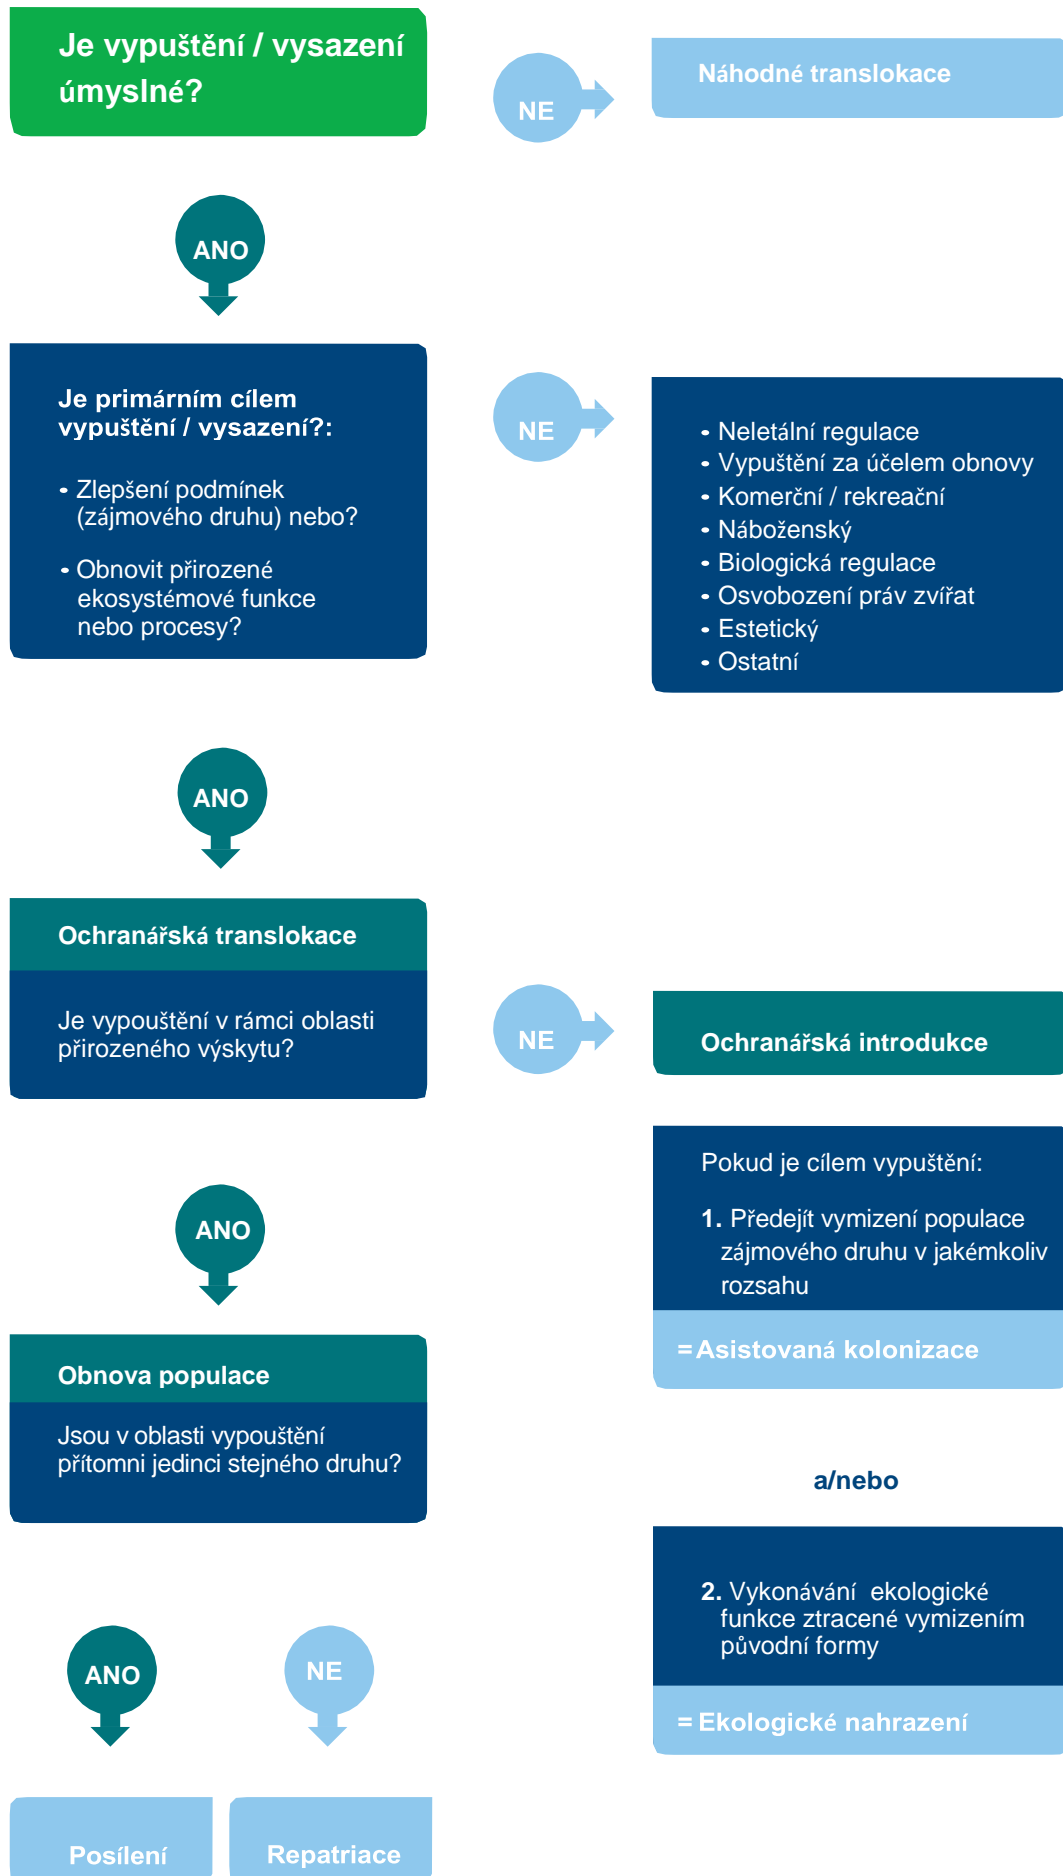 Je vypuštění / vysazení
úmyslné?
NE
Náhodné translokace
ANO
Je primárním cílem
vypuštění / vysazení?:
• Zlepšení podmínek
(zájmového druhu) nebo?
• Obnovit přirozené
ekosystémové funkce
nebo procesy?
NE
• Neletální regulace
• Vypuštění za účelem obnovy
• Komerční / rekreační
• Náboženský
• Biologická regulace
• Osvobození práv zvířat
• Estetický
• Ostatní
ANO
Ochranářská translokace
Je vypouštění v rámci oblasti
přirozeného výskytu?
NE
Ochranářská introdukce
Pokud je cílem vypuštění:
1. Předejít vymizení populace
zájmového druhu v jakémkoliv
rozsahu
= Asistovaná kolonizace
a/nebo
2. Vykonávání ekologické
funkce ztracené vymizením
původní formy
= Ekologické nahrazení
ANO
Obnova populace
Jsou v oblasti vypouštění
přítomni jedinci stejného druhu?
ANO
NE
Posílení
Repatriace